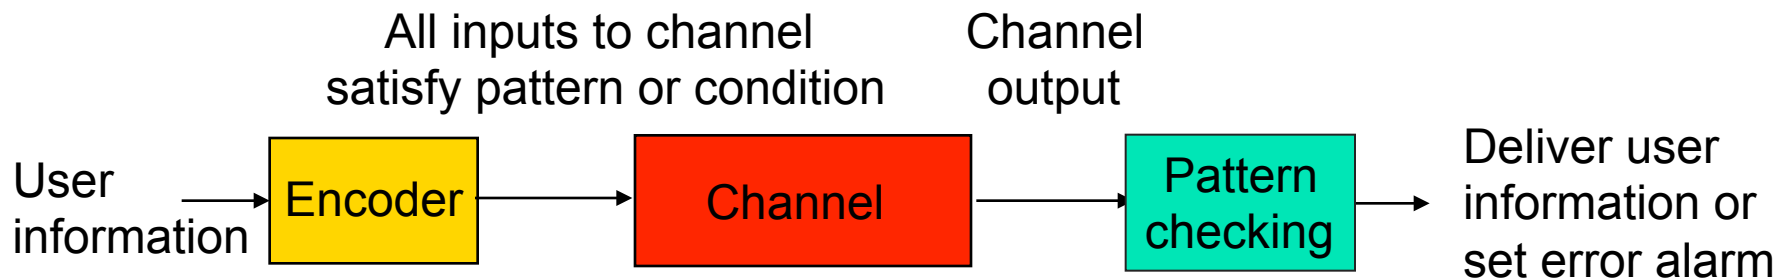 All inputs to channel
satisfy pattern or condition
Channel
output
User
information
Encoder
Channel
Pattern
checking
Deliver user
information or
set error alarm